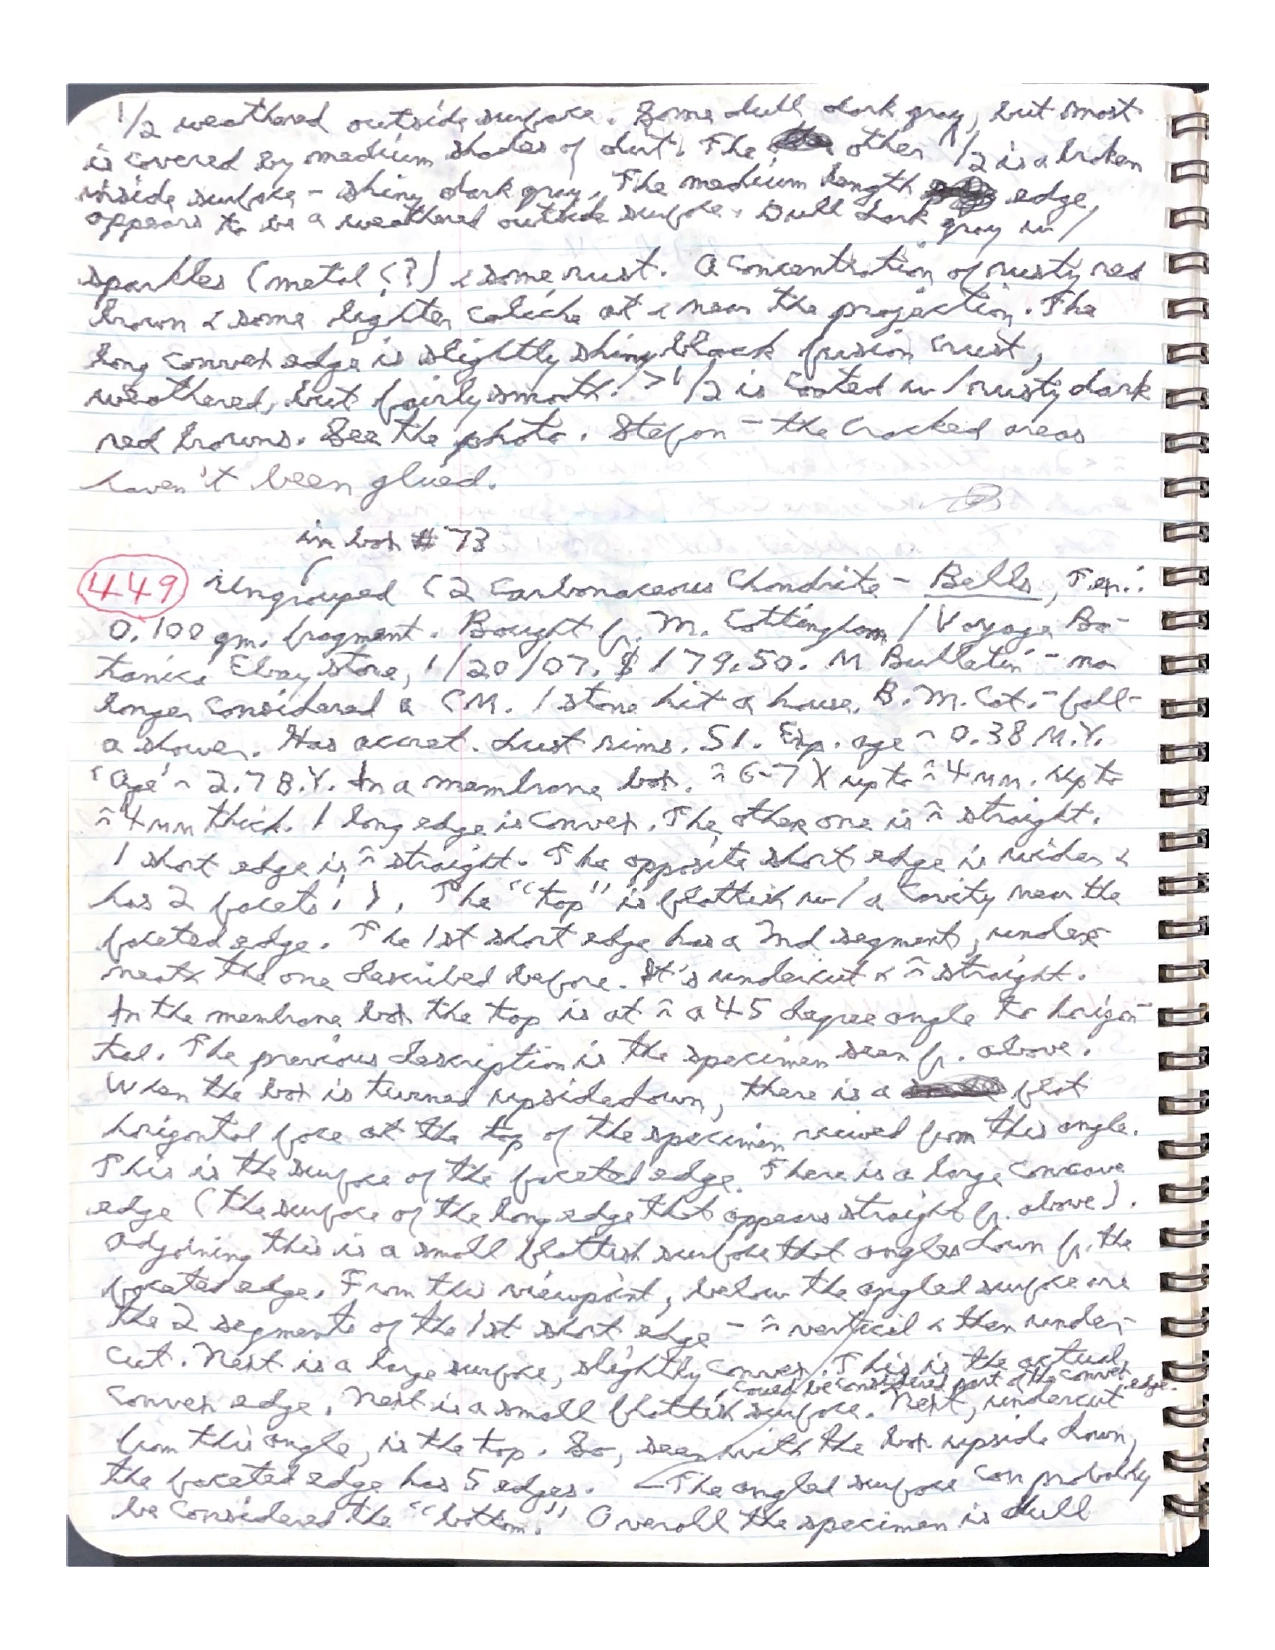 1/2 weathered outside surface. Some dull, dark gray, but most
is covered by medium shades of dirt. The other 1/2 is a broken
inside surface - shiny dark gray. The medium length edge
appears to be a weathered outside surface. Dull dark gray w/
sparkles (metal (?) & some rust. A concentration of rusty red
brown & some lighter caliche at & near the projection. The
long convex edge is slightly shiny black fusion crust,
weathered, but fairly smooth. >1/2 is coated w/ rusty dark
red browns. See the photo. Stefan - the cracked areas
haven't been glued.
in box # 73
449 Ungrouped C2 Carbonaceous Chondrite - Bells, Tex.:
0.100 gm. fragment. Bought fr. M. Cottingham / Voyage Bo-
tanica Ebay store, 1/20/07. $179.50. M Bulletin - no
longer considered a CM. 1 stone hit a house. B.M. Cat. - fall-
a shower. Has accret. dust rims. S1. Exp. age ~ 0.38 M.Y.
'Age' ~ 2.7 B.Y. In a membrane box. ≈ 6-7 X up to ≈ 4 mm. Up to
≈ 4 mm thick. 1 long edge is convex. The other one is ≈ straight.
1 short edge is ≈ straight. The opposite short edge is wider &
has 2 facets: }. The "top" is flattish w/ a cavity near the
faceted edge. The 1st short edge has a 2nd segment, under-
neath the one described before. It's undercut & ≈ straight.
In the membrane box the top is at ≈ a 45 degree angle to horizon-
tal. The previous description is the specimen seen fr. above.
When the box is turned upsidedown, there is a flat
horizontal face at the top of the specimen viewed from this angle.
This is the surface of the faceted edge. There is a large concave
edge (the surface of the long edge that appears straight fr. above).
Adjoining this is a small flattish surface that angles down fr. the
faceted edge. From this viewpoint, below the angled surface are
the 2 segments of the 1st short edge - ≈ vertical & then under-
cut. Next is a large surface, slightly convex. This is the actual
, could be considered part of the convex edge.
convex edge. Next is a small flattish surface. Next, undercut
from this angle, is the top. So, seen with the box upside down,
the faceted edge has 5 edges. The angled surface can probably
be considered the "bottom." Overall the specimen is dull